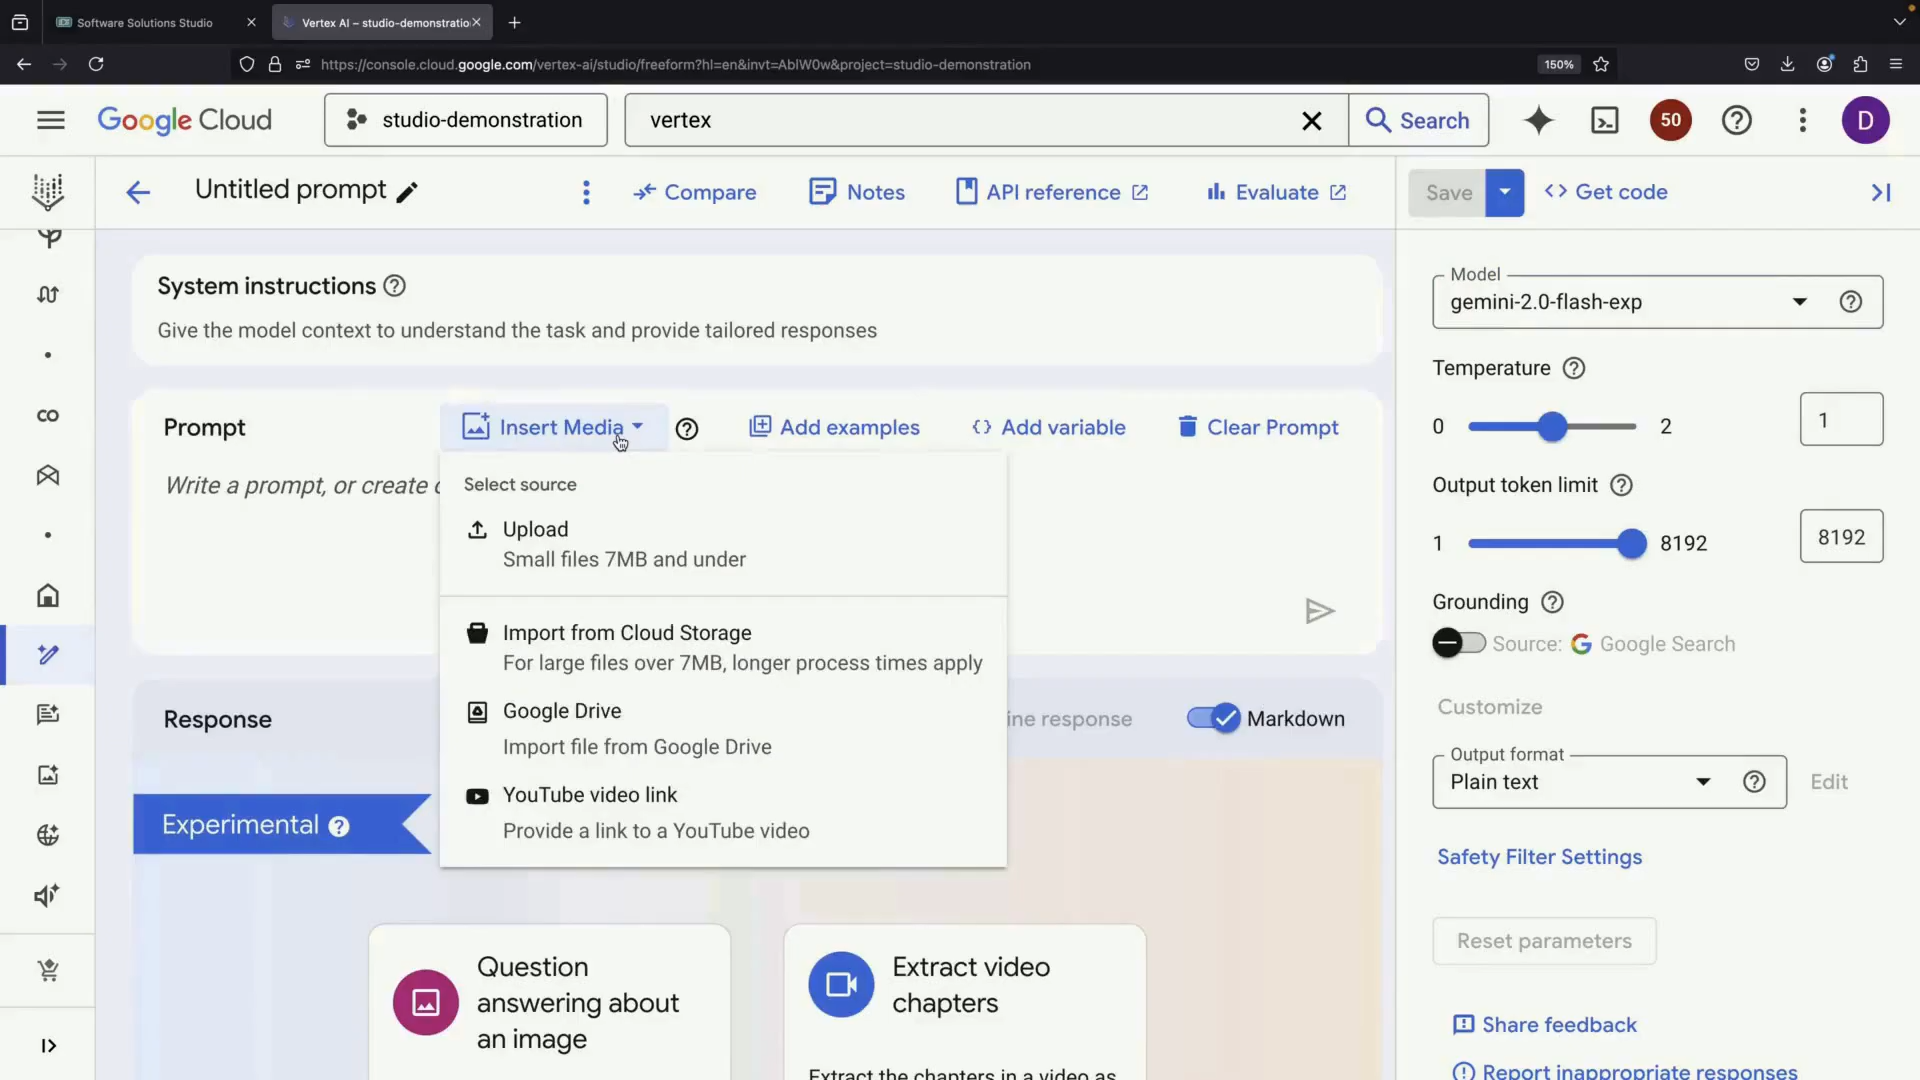 Software Solutions Studio
Vertex AI – studio-demonstratio
https://console.cloud.google.com/vertex-ai/studio/freeform?hl=en&invt=AblW0w&project=studio-demonstration
150%
Google Cloud
studio-demonstration
vertex
Search
50
D
Untitled prompt
Compare
Notes
API reference
Evaluate
Save
Get code
System instructions
Give the model context to understand the task and provide tailored responses
Prompt
Insert Media
Add examples
Add variable
Clear Prompt
Write a prompt, or create
Select source
Upload
Small files 7MB and under
Import from Cloud Storage
For large files over 7MB, longer process times apply
Google Drive
Import file from Google Drive
YouTube video link
Provide a link to a YouTube video
Response
ine response
Markdown
Experimental
Question
answering about
an image
Extract video
chapters
Extract the chapters in a video as
Model
gemini-2.0-flash-exp
Temperature
0
2
1
Output token limit
1
8192
8192
Grounding
Source:
Google Search
Customize
Output format
Plain text
Edit
Safety Filter Settings
Reset parameters
Share feedback
Report inappropriate responses